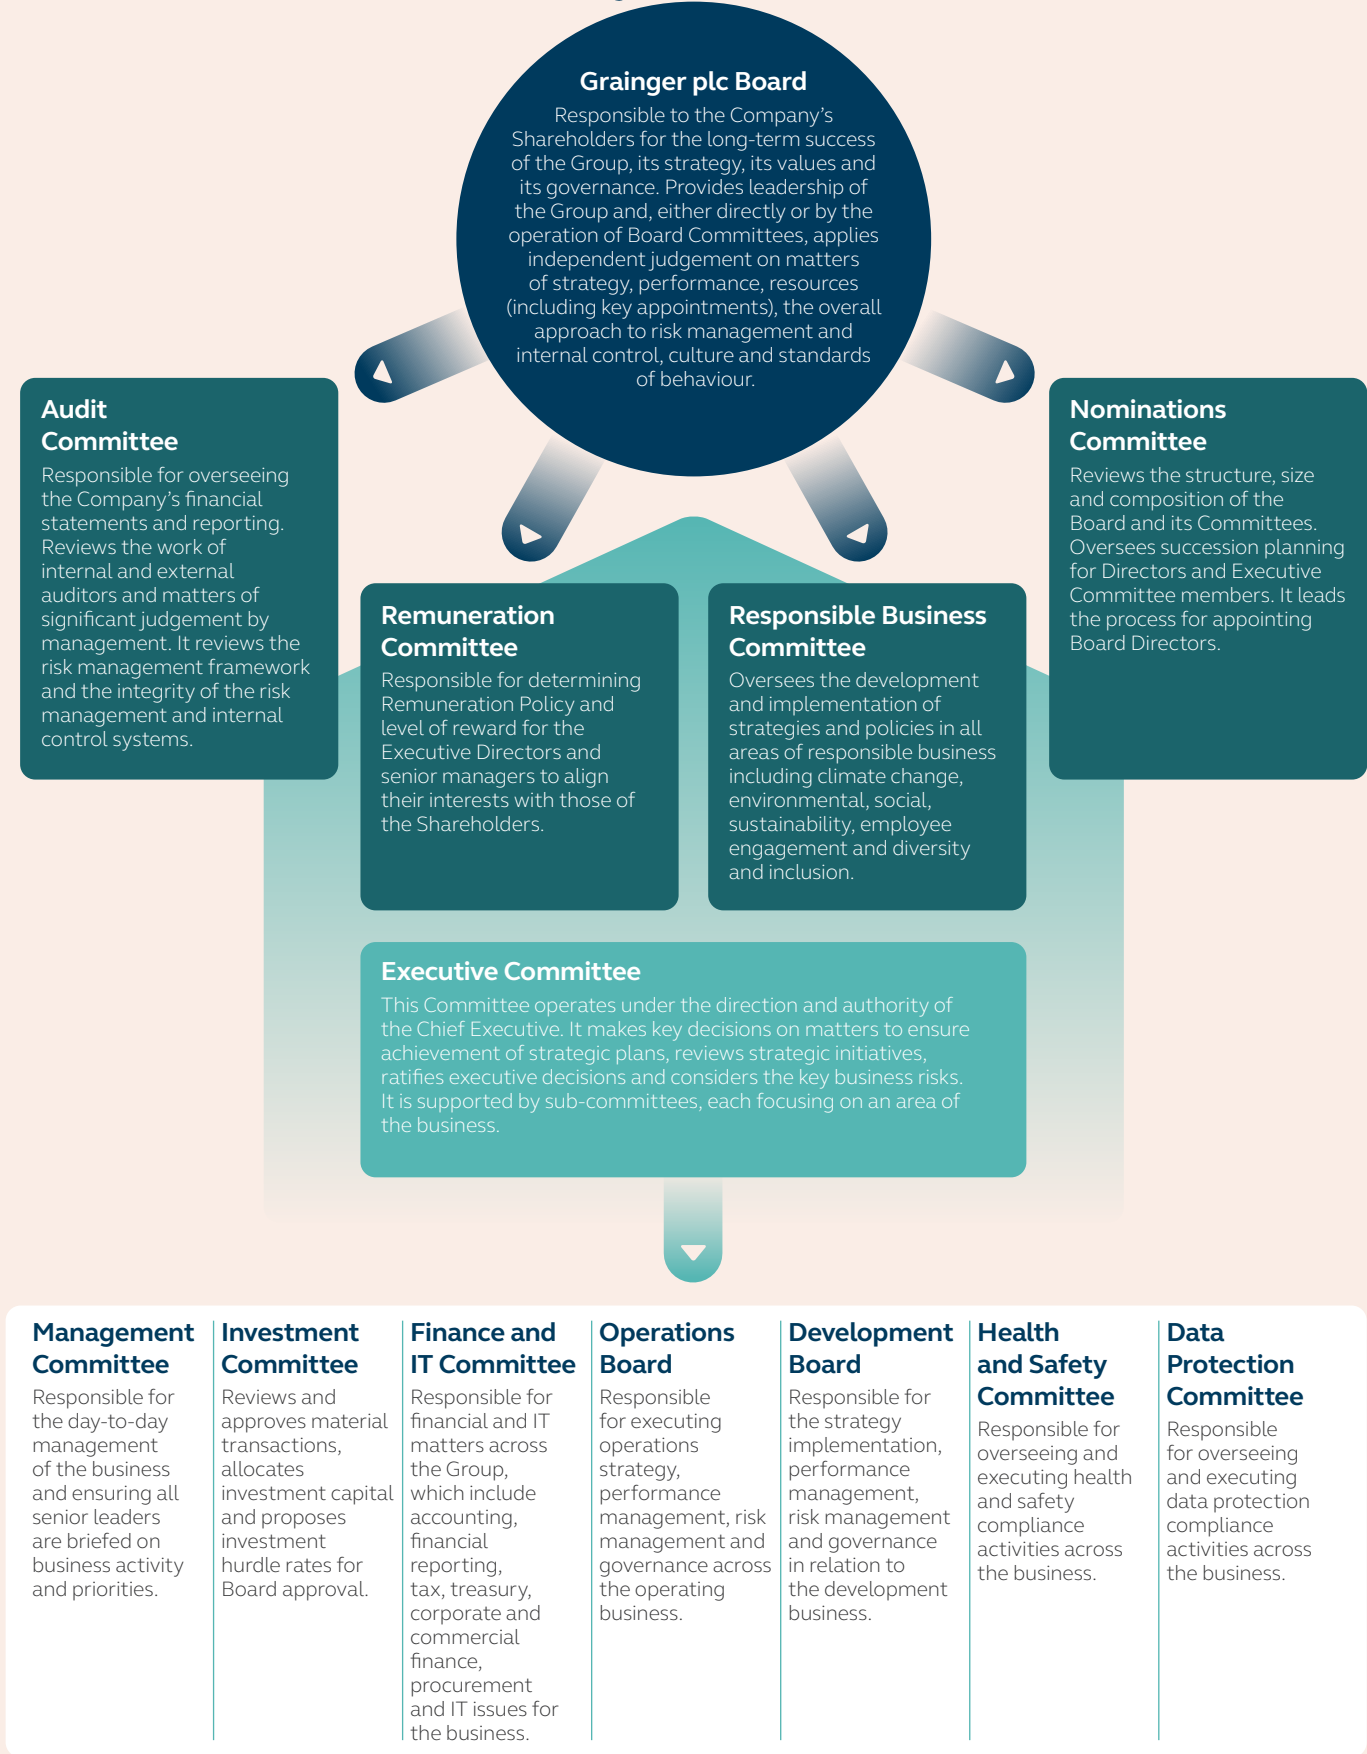 Grainger plc Board
Responsible to the Company's
Shareholders for the long-term success
of the Group, its strategy, its values and
its governance. Provides leadership of
the Group and, either directly or by the
operation of Board Committees, applies
independent judgement on matters
of strategy, performance, resources
(including key appointments), the overall
approach to risk management and
internal control, culture and standards
of behaviour.
Audit
Committee
Responsible for overseeing
the Company's financial
statements and reporting.
Reviews the work of
internal and external
auditors and matters of
significant judgement by
management. It reviews the
risk management framework
and the integrity of the risk
management and internal
control systems.
Remuneration
Committee
Responsible for determining
Remuneration Policy and
level of reward for the
Executive Directors and
senior managers to align
their interests with those of
the Shareholders.
Responsible Business
Committee
Oversees the development
and implementation of
strategies and policies in all
areas of responsible business
including climate change,
environmental, social,
sustainability, employee
engagement and diversity
and inclusion.
Nominations
Committee
Reviews the structure, size
and composition of the
Board and its Committees.
Oversees succession planning
for Directors and Executive
Committee members. It leads
the process for appointing
Board Directors.
Executive Committee
This Committee operates under the direction and authority of
the Chief Executive. It makes key decisions on matters to ensure
achievement of strategic plans, reviews strategic initiatives,
ratifies executive decisions and considers the key business risks.
It is supported by sub-committees, each focusing on an area of
the business.
Management
Committee
Responsible for
the day-to-day
management
of the business
and ensuring all
senior leaders
are briefed on
business activity
and priorities.
Investment
Committee
Reviews and
approves material
transactions,
allocates
investment capital
and proposes
investment
hurdle rates for
Board approval.
Finance and
IT Committee
Responsible for
financial and IT
matters across
the Group,
which include
accounting,
financial
reporting,
tax, treasury,
corporate and
commercial
finance,
procurement
and IT issues for
the business.
Operations
Board
Responsible
for executing
operations
strategy,
performance
management, risk
management and
governance across
the operating
business.
Development
Board
Responsible for
the strategy
implementation,
performance
management,
risk management
and governance
in relation to
the development
business.
Health
and Safety
Committee
Responsible for
overseeing and
executing health
and safety
compliance
activities across
the business.
Data
Protection
Committee
Responsible
for overseeing
and executing
data protection
compliance
activities across
the business.